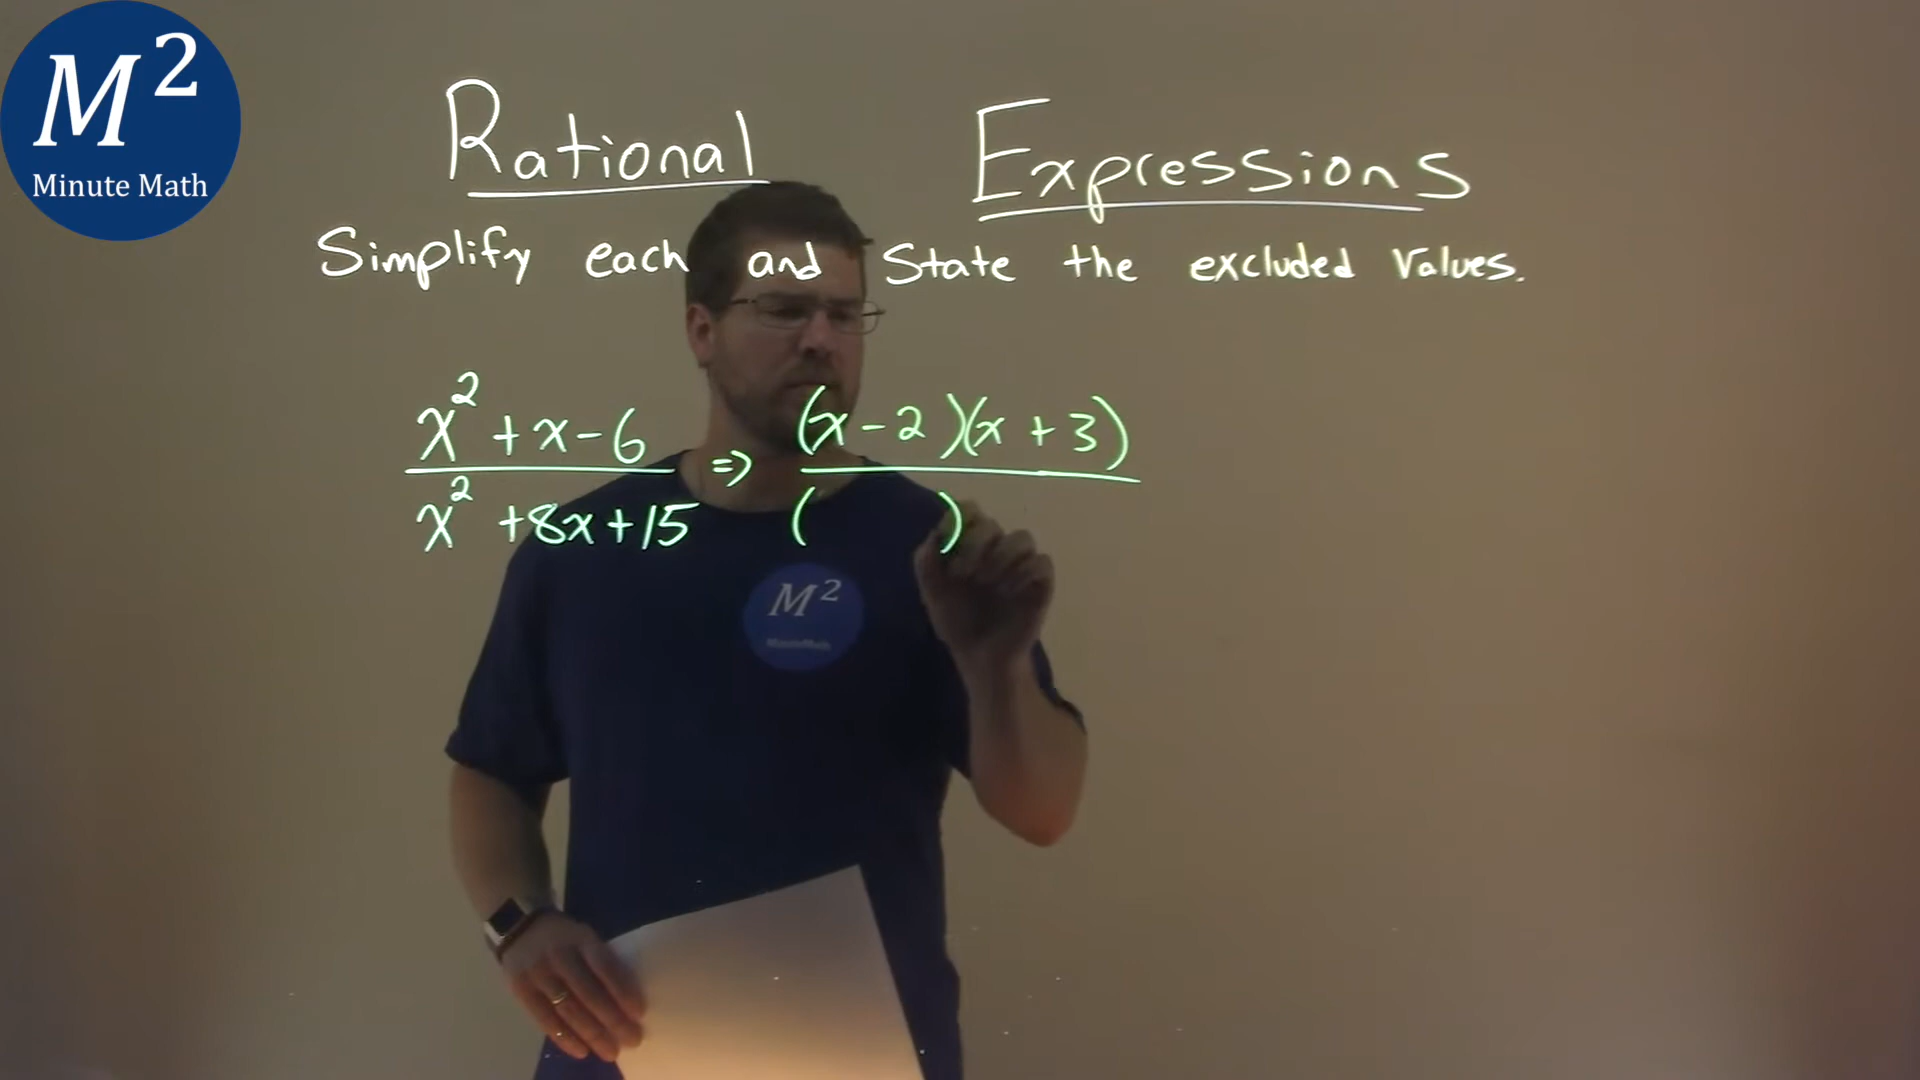 M²
Minute Math
Rational Expressions
Simplify each and State the excluded Values.
x² + x - 6 ⇒ (x - 2)(x + 3)
x² + 8x + 15 ( )
M²
MinuteMath